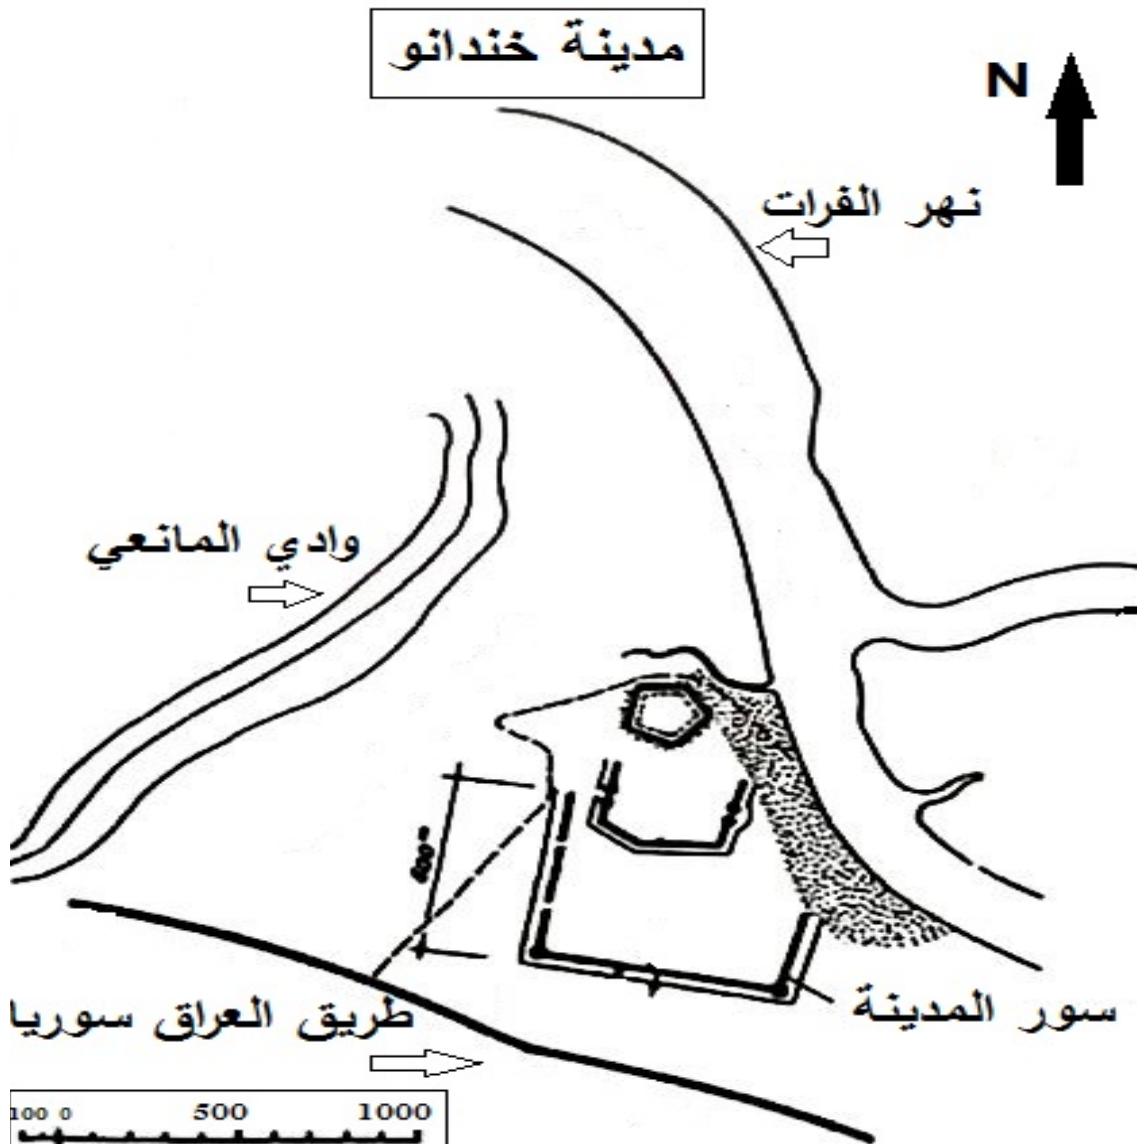 مدينة خندانو
N
نهر الفرات
وادي المانعي
سور المدينة
طريق العراق سوريا
100 0 500 1000